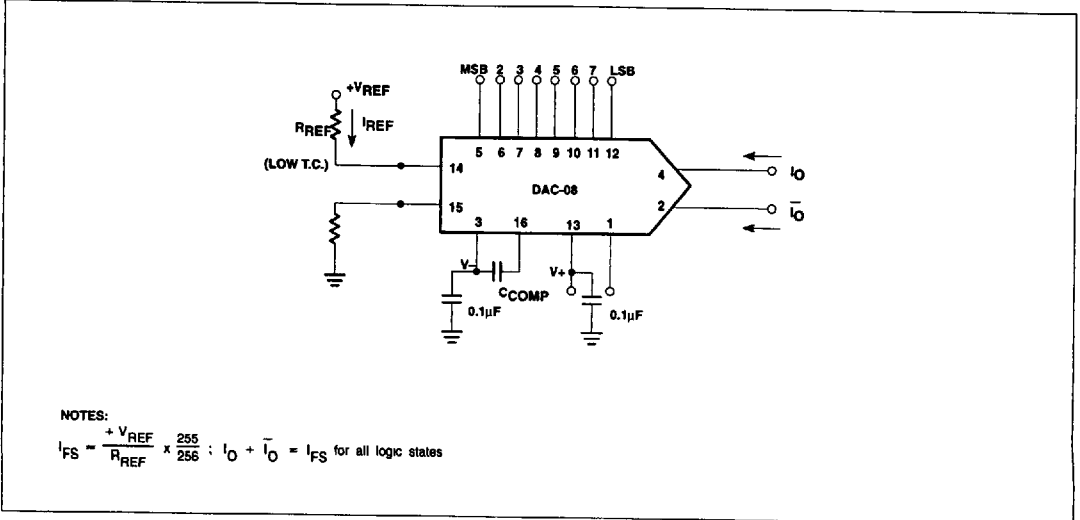 +VREF
RREF
IREF
(LOW T.C.)
MSB 2 3 4 5 6 7 LSB
5 6 7 8 9 10 11 12
14
15
DAC-08
4
2
IO
I̅O
3 16 13 1
V–
CCOMP
V+
0.1µF
0.1µF
NOTES:
IFS = +VREF / RREF x 255/256 ; IO + I̅O = IFS for all logic states